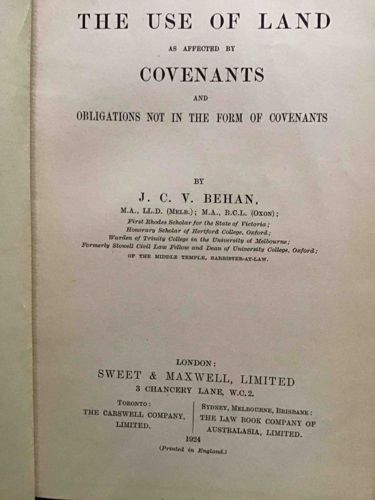 THE USE OF LAND
AS AFFECTED BY
COVENANTS
AND
OBLIGATIONS NOT IN THE FORM OF COVENANTS
BY
J. C. V. BEHAN,
M.A., LL.D. (MELB.); M.A., B.C.L. (OXON);
First Rhodes Scholar for the State of Victoria;
Honorary Scholar of Hertford College, Oxford;
Warden of Trinity College in the University of Melbourne;
Formerly Stowell Civil Law Fellow and Dean of University College, Oxford;
OF THE MIDDLE TEMPLE, BARRISTER-AT-LAW.
LONDON:
SWEET & MAXWELL, LIMITED
3 CHANCERY LANE, W.C.2.
TORONTO:
THE CARSWELL COMPANY,
LIMITED.
SYDNEY, MELBOURNE, BRISBANE:
THE LAW BOOK COMPANY OF
AUSTRALASIA, LIMITED.
1924
(Printed in England.)